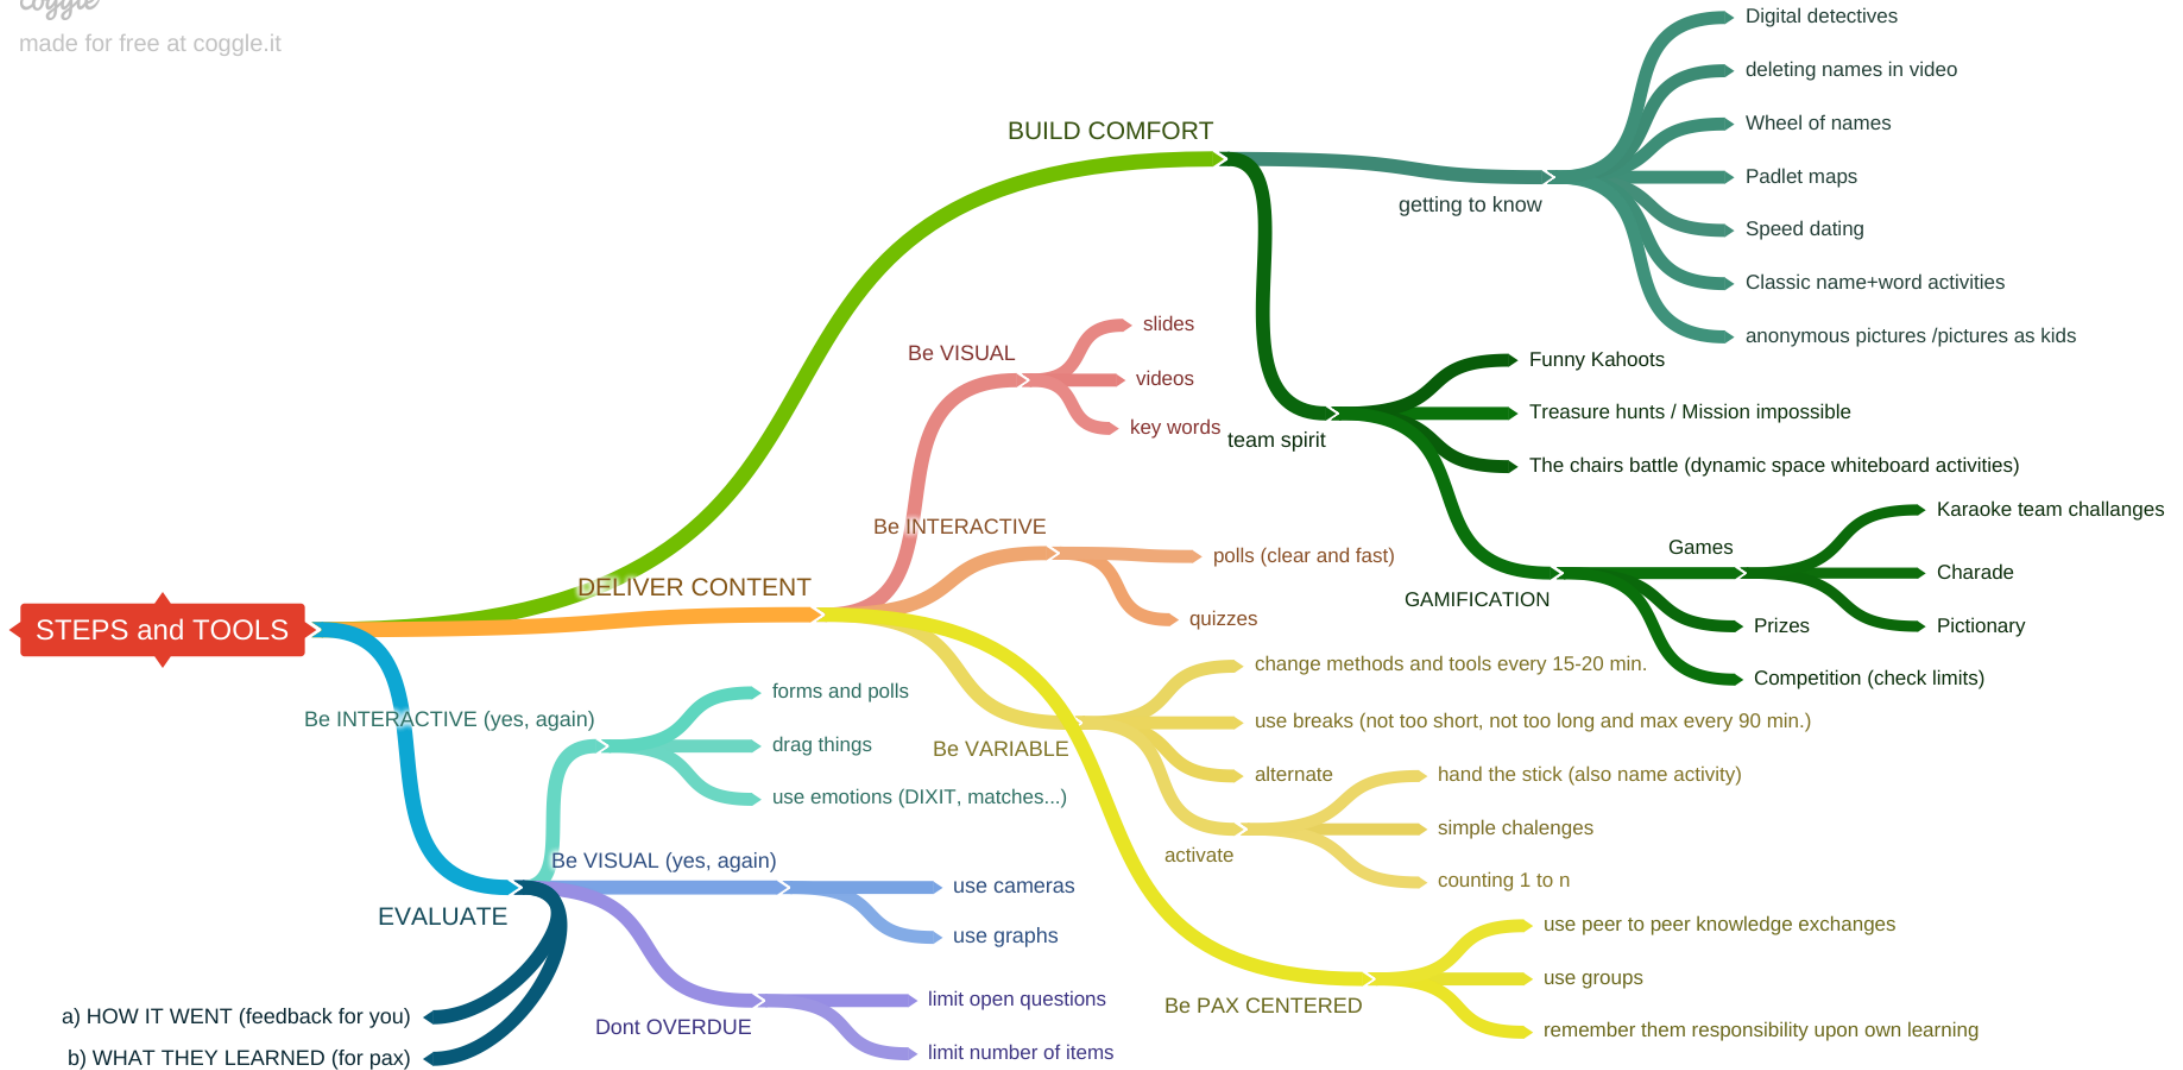 coggle
made for free at coggle.it
STEPS and TOOLS
BUILD COMFORT
getting to know
Digital detectives
deleting names in video
Wheel of names
Padlet maps
Speed dating
Classic name+word activities
anonymous pictures /pictures as kids
team spirit
Funny Kahoots
Treasure hunts / Mission impossible
The chairs battle (dynamic space whiteboard activities)
GAMIFICATION
Games
Karaoke team challanges
Charade
Pictionary
Prizes
Competition (check limits)
DELIVER CONTENT
Be VISUAL
slides
videos
key words
Be INTERACTIVE
polls (clear and fast)
quizzes
Be VARIABLE
change methods and tools every 15-20 min.
use breaks (not too short, not too long and max every 90 min.)
alternate
activate
hand the stick (also name activity)
simple chalenges
counting 1 to n
Be PAX CENTERED
use peer to peer knowledge exchanges
use groups
remember them responsibility upon own learning
EVALUATE
Be INTERACTIVE (yes, again)
forms and polls
drag things
use emotions (DIXIT, matches...)
Be VISUAL (yes, again)
use cameras
use graphs
Dont OVERDUE
limit open questions
limit number of items
a) HOW IT WENT (feedback for you)
b) WHAT THEY LEARNED (for pax)